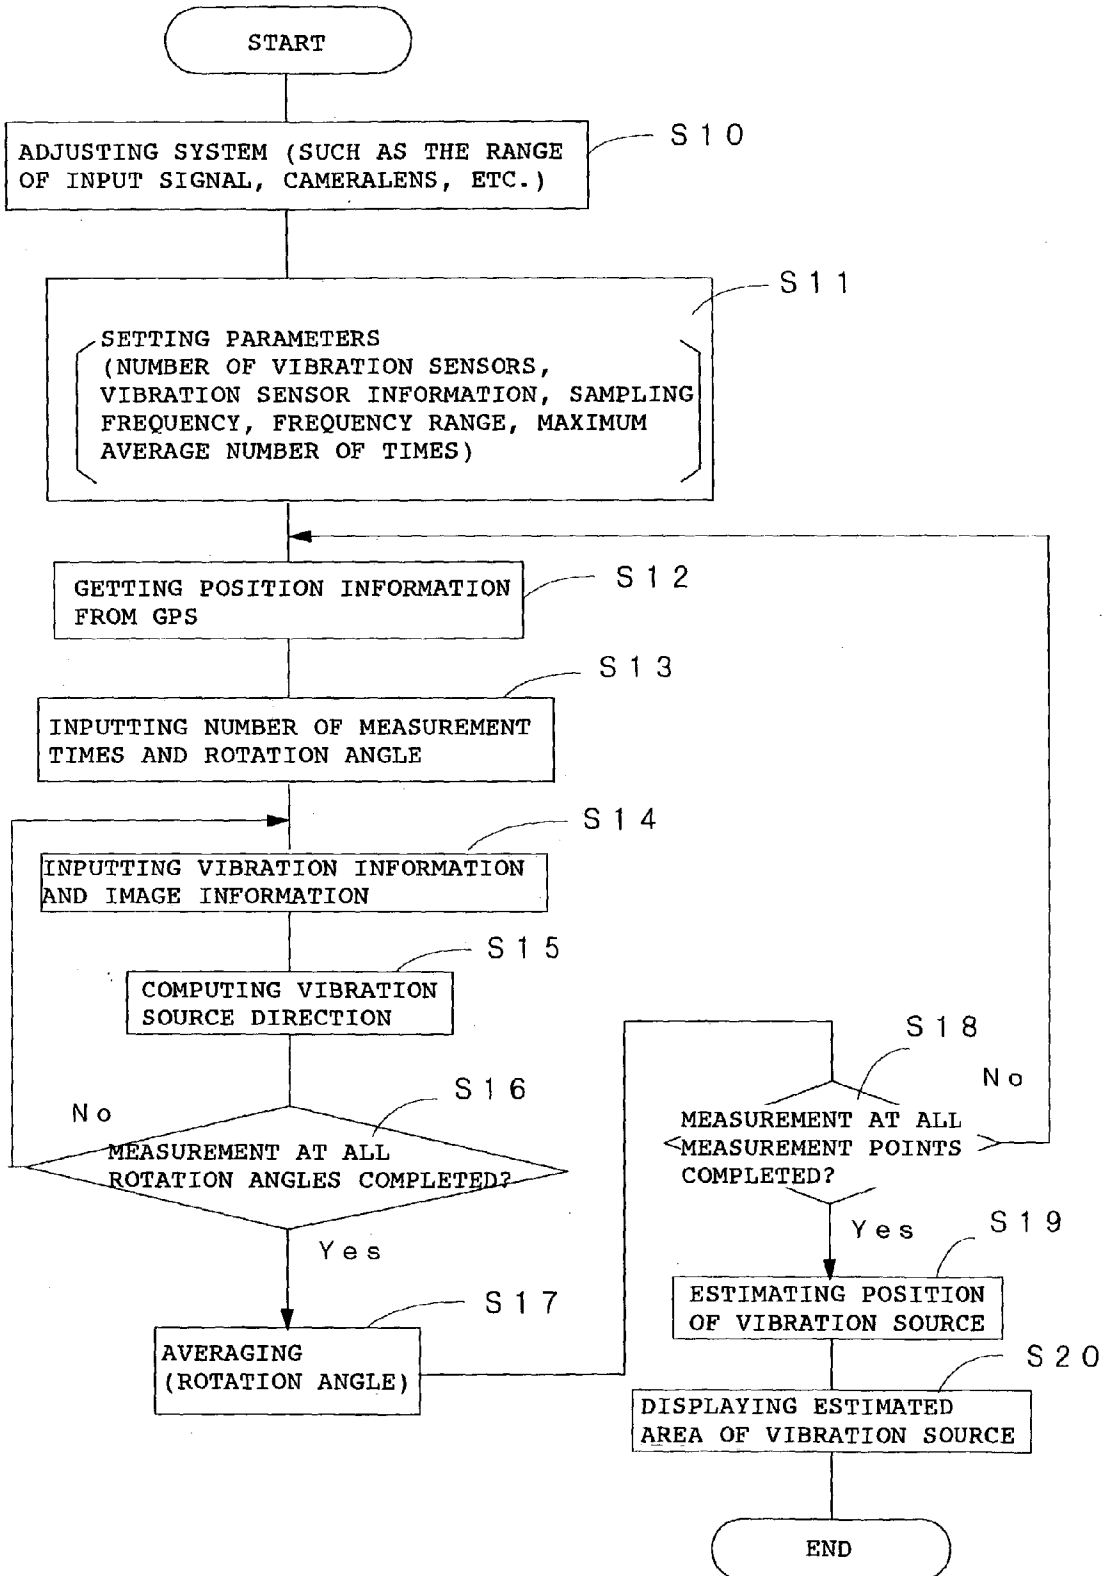 START
S10
ADJUSTING SYSTEM (SUCH AS THE RANGE
OF INPUT SIGNAL, CAMERALENS, ETC.)
S11
SETTING PARAMETERS
(NUMBER OF VIBRATION SENSORS,
VIBRATION SENSOR INFORMATION, SAMPLING
FREQUENCY, FREQUENCY RANGE, MAXIMUM
AVERAGE NUMBER OF TIMES)
S12
GETTING POSITION INFORMATION
FROM GPS
S13
INPUTTING NUMBER OF MEASUREMENT
TIMES AND ROTATION ANGLE
S14
INPUTTING VIBRATION INFORMATION
AND IMAGE INFORMATION
S15
COMPUTING VIBRATION
SOURCE DIRECTION
S16
No
MEASUREMENT AT ALL
ROTATION ANGLES COMPLETED?
Yes
S17
AVERAGING
(ROTATION ANGLE)
S18
No
MEASUREMENT AT ALL
MEASUREMENT POINTS
COMPLETED?
Yes
S19
ESTIMATING POSITION
OF VIBRATION SOURCE
S20
DISPLAYING ESTIMATED
AREA OF VIBRATION SOURCE
END